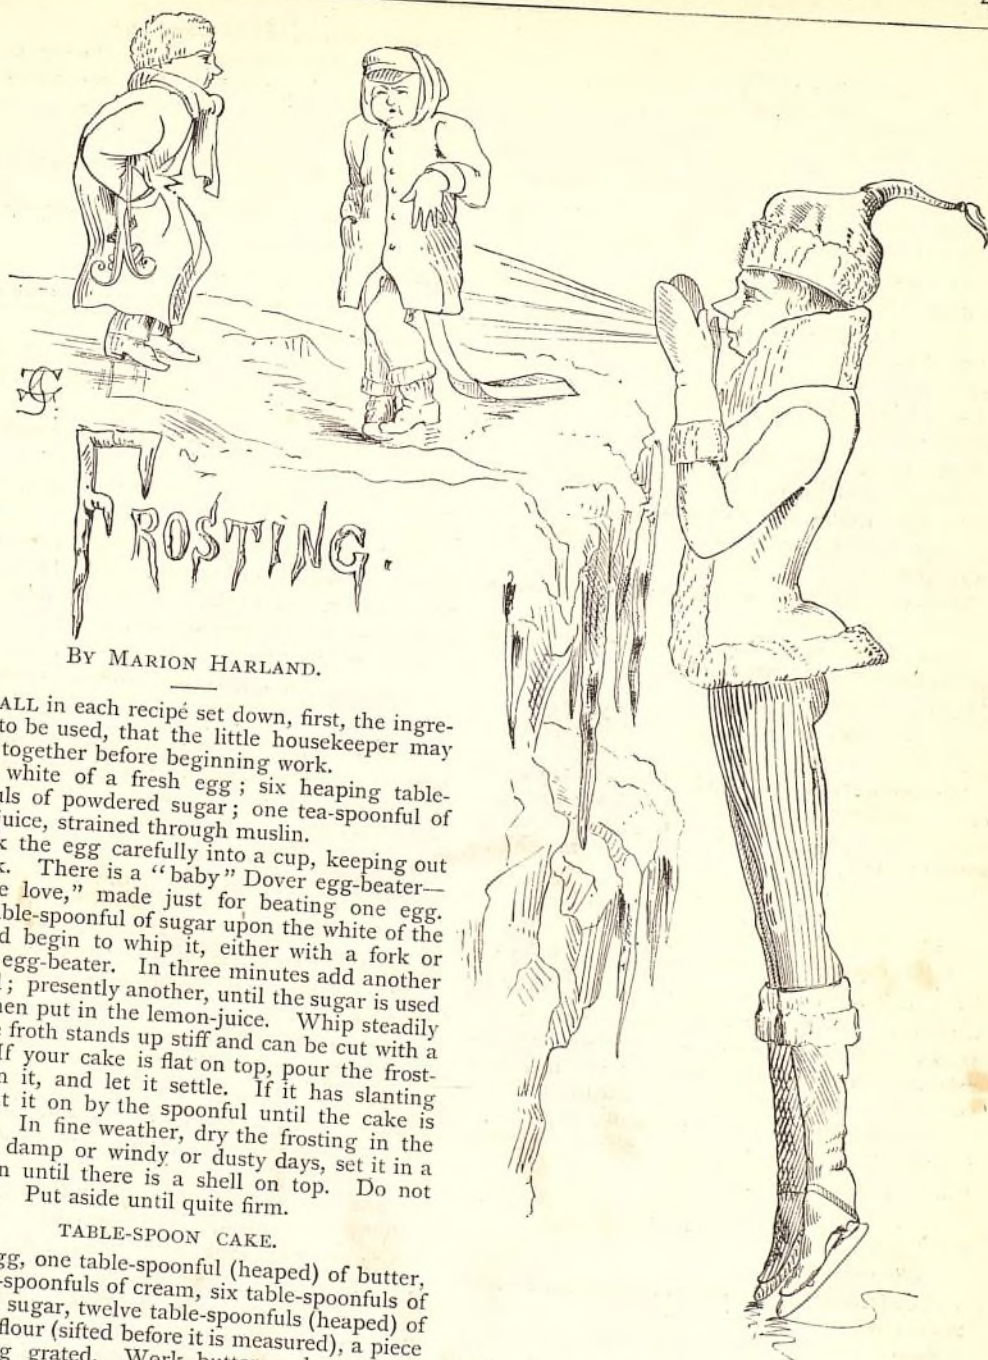 FROSTING.
BY MARION HARLAND.
ALL in each recipé set down, first, the ingre-
to be used, that the little housekeeper may
together before beginning work.
white of a fresh egg; six heaping table-
uls of powdered sugar; one tea-spoonful of
juice, strained through muslin.
k the egg carefully into a cup, keeping out
k. There is a "baby" Dover egg-beater—
e love," made just for beating one egg.
ble-spoonful of sugar upon the white of the
d begin to whip it, either with a fork or
egg-beater. In three minutes add another
l; presently another, until the sugar is used
hen put in the lemon-juice. Whip steadily
e froth stands up stiff and can be cut with a
If your cake is flat on top, pour the frost-
n it, and let it settle. If it has slanting
t it on by the spoonful until the cake is
In fine weather, dry the frosting in the
damp or windy or dusty days, set it in a
n until there is a shell on top. Do not
Put aside until quite firm.
TABLE-SPOON CAKE.
gg, one table-spoonful (heaped) of butter,
-spoonfuls of cream, six table-spoonfuls of
sugar, twelve table-spoonfuls (heaped) of
flour (sifted before it is measured), a piece
g grated. Work